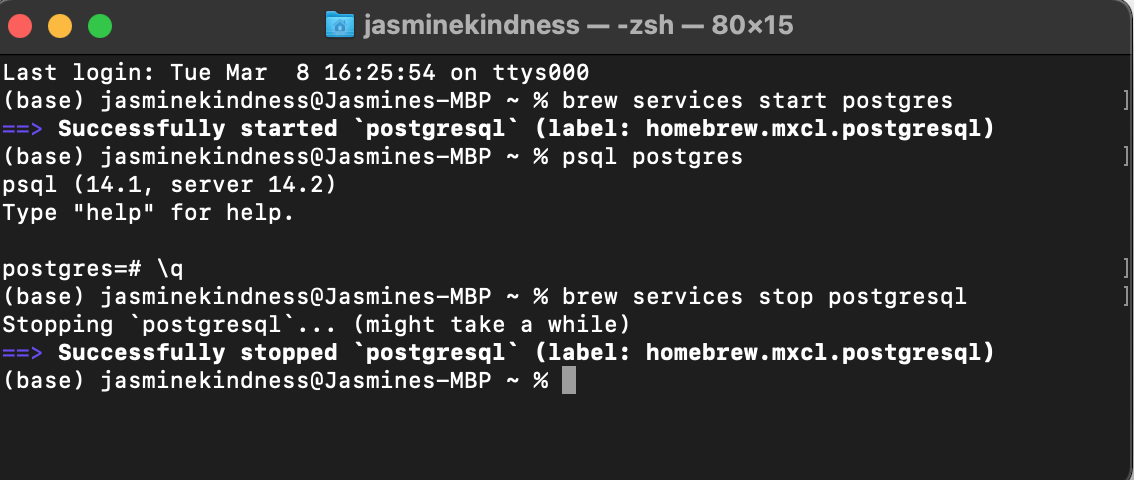 jasminekindness — -zsh — 80×15
Last login: Tue Mar  8 16:25:54 on ttys000
(base) jasminekindness@Jasmines-MBP ~ % brew services start postgres ]
==> Successfully started `postgresql` (label: homebrew.mxcl.postgresql)
(base) jasminekindness@Jasmines-MBP ~ % psql postgres ]
psql (14.1, server 14.2)
Type "help" for help.
postgres=# \q ]
(base) jasminekindness@Jasmines-MBP ~ % brew services stop postgresql ]
Stopping `postgresql`... (might take a while)
==> Successfully stopped `postgresql` (label: homebrew.mxcl.postgresql)
(base) jasminekindness@Jasmines-MBP ~ %